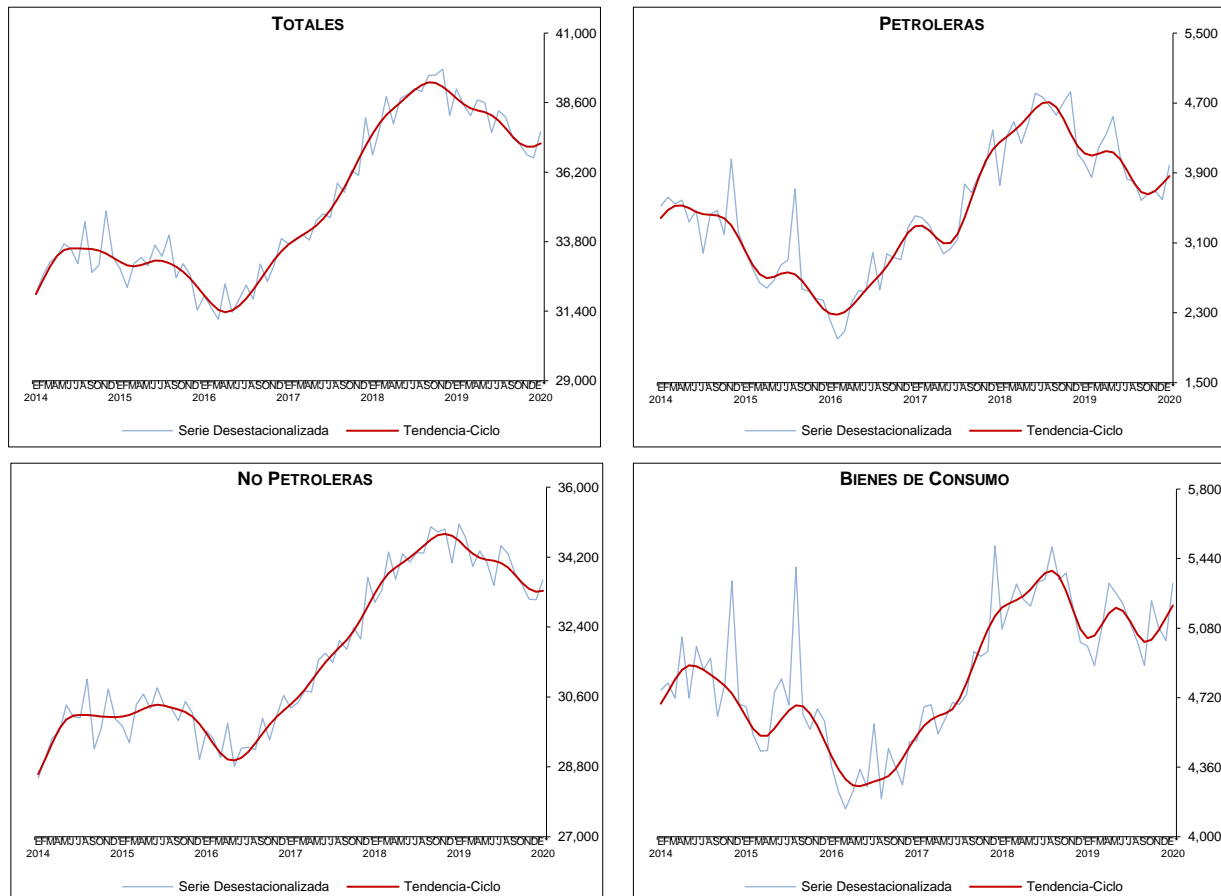 TOTALES
41,000
38,600
36,200
33,800
31,400
29,000
2014 2015 2016 2017 2018 2019 2020
Serie Desestacionalizada Tendencia-Ciclo
PETROLERAS
5,500
4,700
3,900
3,100
2,300
1,500
2014 2015 2016 2017 2018 2019 2020
Serie Desestacionalizada Tendencia-Ciclo
NO PETROLERAS
36,000
34,200
32,400
30,600
28,800
27,000
2014 2015 2016 2017 2018 2019 2020
Serie Desestacionalizada Tendencia-Ciclo
BIENES DE CONSUMO
5,800
5,440
5,080
4,720
4,360
4,000
2014 2015 2016 2017 2018 2019 2020
Serie Desestacionalizada Tendencia-Ciclo